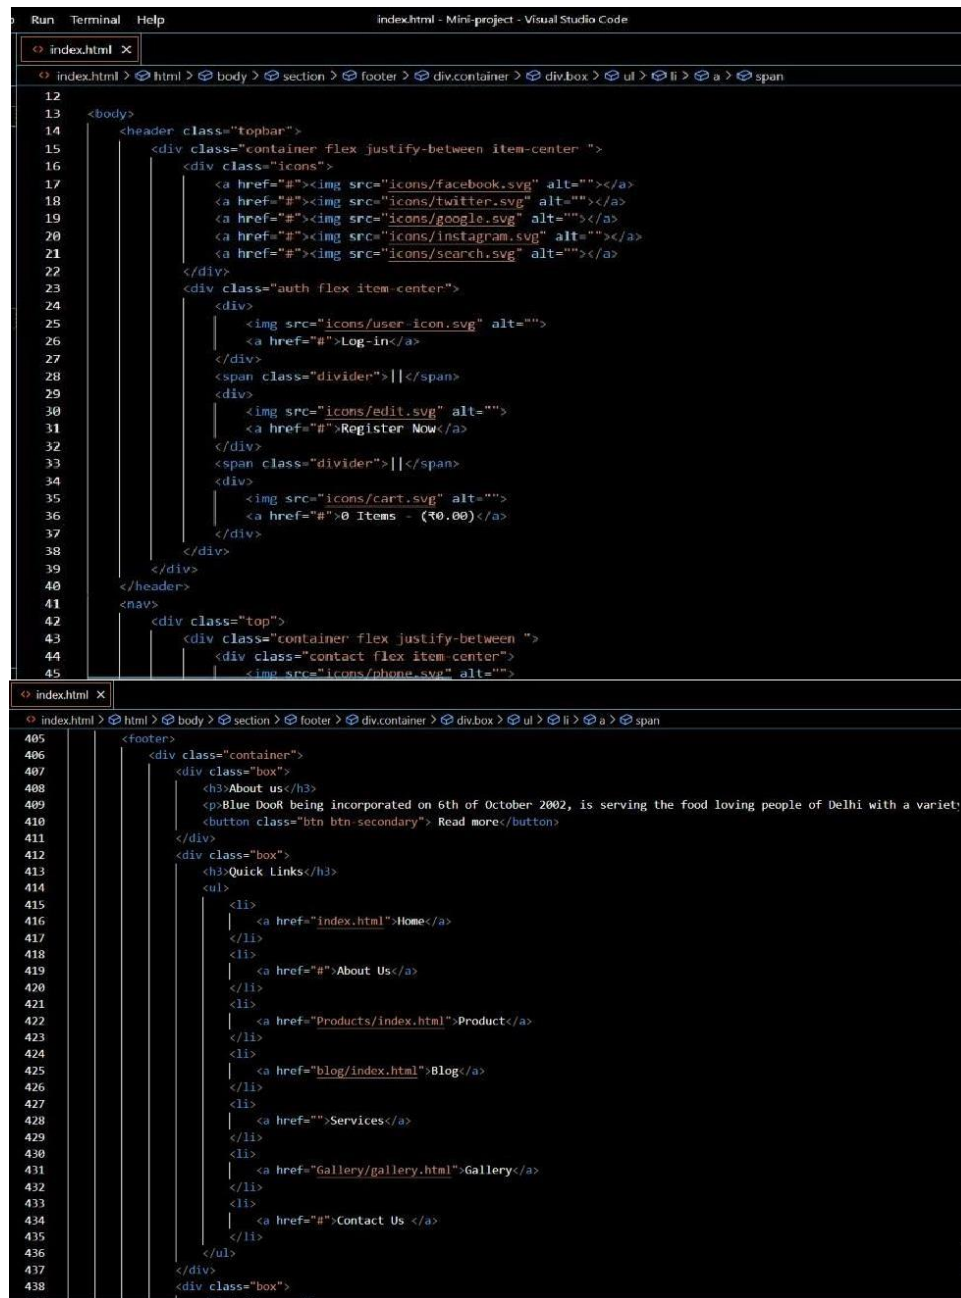 Run Terminal Help index.html - Mini-project - Visual Studio Code
index.html ×
index.html > html > body > section > footer > div.container > div.box > ul > li > a > span
12
13 <body>
14 <header class="topbar">
15 <div class="container flex justify-between item-center ">
16 <div class="icons">
17 <a href="#"><img src="icons/facebook.svg" alt=""></a>
18 <a href="#"><img src="icons/twitter.svg" alt=""></a>
19 <a href="#"><img src="icons/google.svg" alt=""></a>
20 <a href="#"><img src="icons/instagram.svg" alt=""></a>
21 <a href="#"><img src="icons/search.svg" alt=""></a>
22 </div>
23 <div class="auth flex item-center">
24 <div>
25 <img src="icons/user-icon.svg" alt="">
26 <a href="#">Log-in</a>
27 </div>
28 <span class="divider">||</span>
29 <div>
30 <img src="icons/edit.svg" alt="">
31 <a href="#">Register Now</a>
32 </div>
33 <span class="divider">||</span>
34 <div>
35 <img src="icons/cart.svg" alt="">
36 <a href="#">0 Items - (₹0.00)</a>
37 </div>
38 </div>
39 </div>
40 </header>
41 <nav>
42 <div class="top">
43 <div class="container flex justify-between ">
44 <div class="contact flex item-center">
45 <img src="icons/phone.svg" alt="">
index.html ×
index.html > html > body > section > footer > div.container > div.box > ul > li > a > span
405 <footer>
406 <div class="container">
407 <div class="box">
408 <h3>About us</h3>
409 <p>Blue DooR being incorporated on 6th of October 2002, is serving the food loving people of Delhi with a variet
410 <button class="btn btn-secondary"> Read more</button>
411 </div>
412 <div class="box">
413 <h3>Quick Links</h3>
414 <ul>
415 <li>
416 <a href="index.html">Home</a>
417 </li>
418 <li>
419 <a href="#">About Us</a>
420 </li>
421 <li>
422 <a href="Products/index.html">Product</a>
423 </li>
424 <li>
425 <a href="blog/index.html">Blog</a>
426 </li>
427 <li>
428 <a href="">Services</a>
429 </li>
430 <li>
431 <a href="Gallery/gallery.html">Gallery</a>
432 </li>
433 <li>
434 <a href="#">Contact Us </a>
435 </li>
436 </ul>
437 </div>
438 <div class="box">